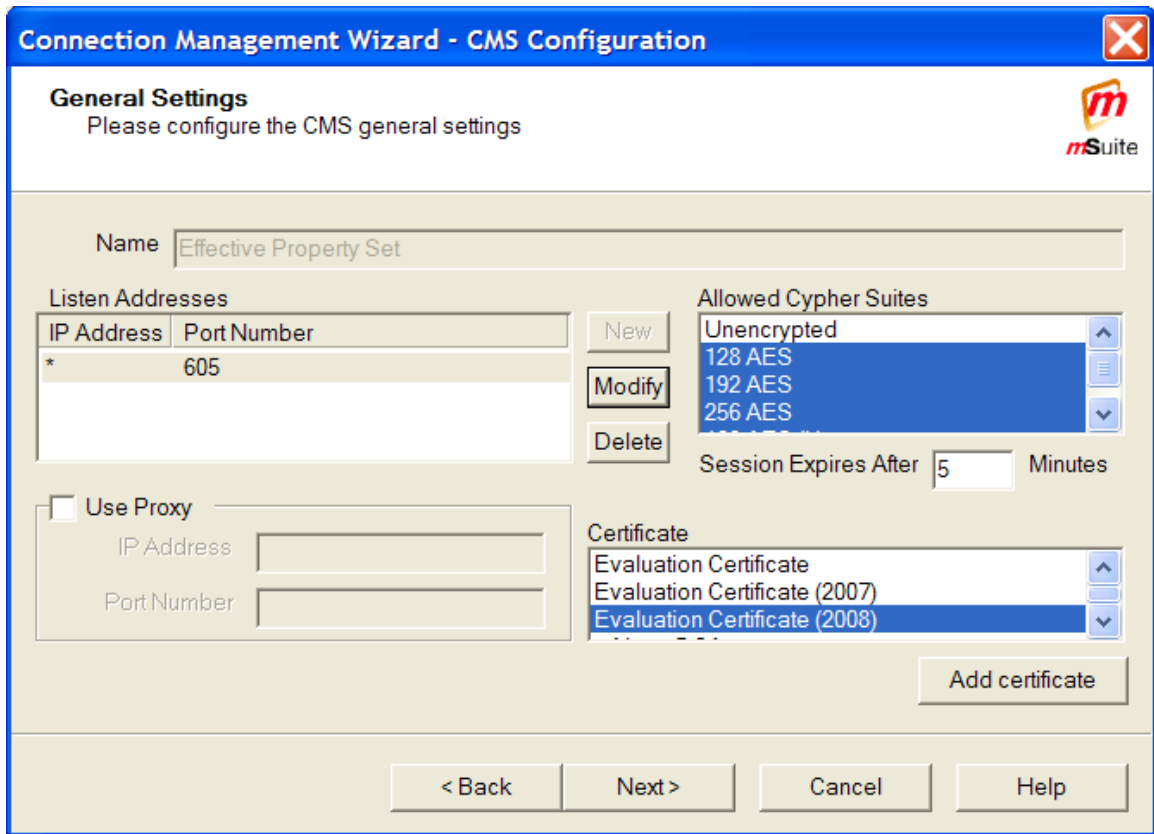 Connection Management Wizard - CMS Configuration
General Settings
Please configure the CMS general settings
m
mSuite
Name Effective Property Set
Listen Addresses
IP Address Port Number
* 605
New
Modify
Delete
Allowed Cypher Suites
Unencrypted
128 AES
192 AES
256 AES
Session Expires After 5 Minutes
Use Proxy
IP Address
Port Number
Certificate
Evaluation Certificate
Evaluation Certificate (2007)
Evaluation Certificate (2008)
Add certificate
< Back Next > Cancel Help